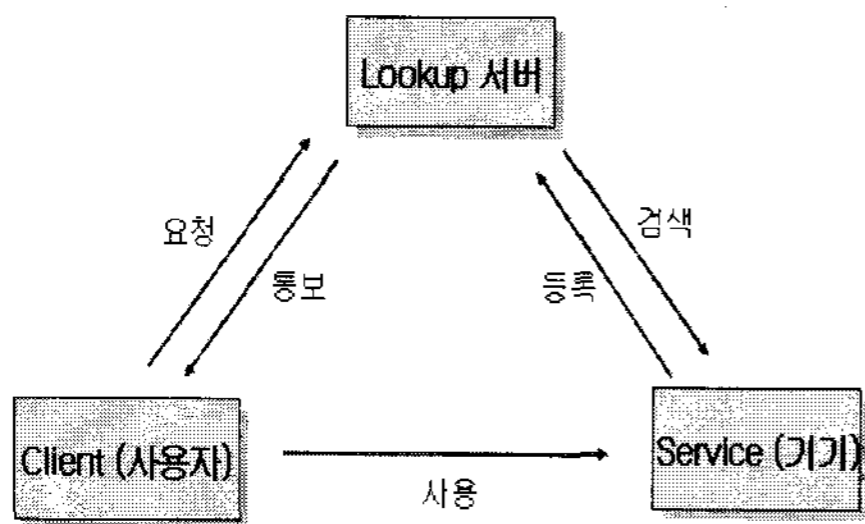 Lookup 서버
요청
통보
등록
검색
Client (사용자)
사용
Service (기기)